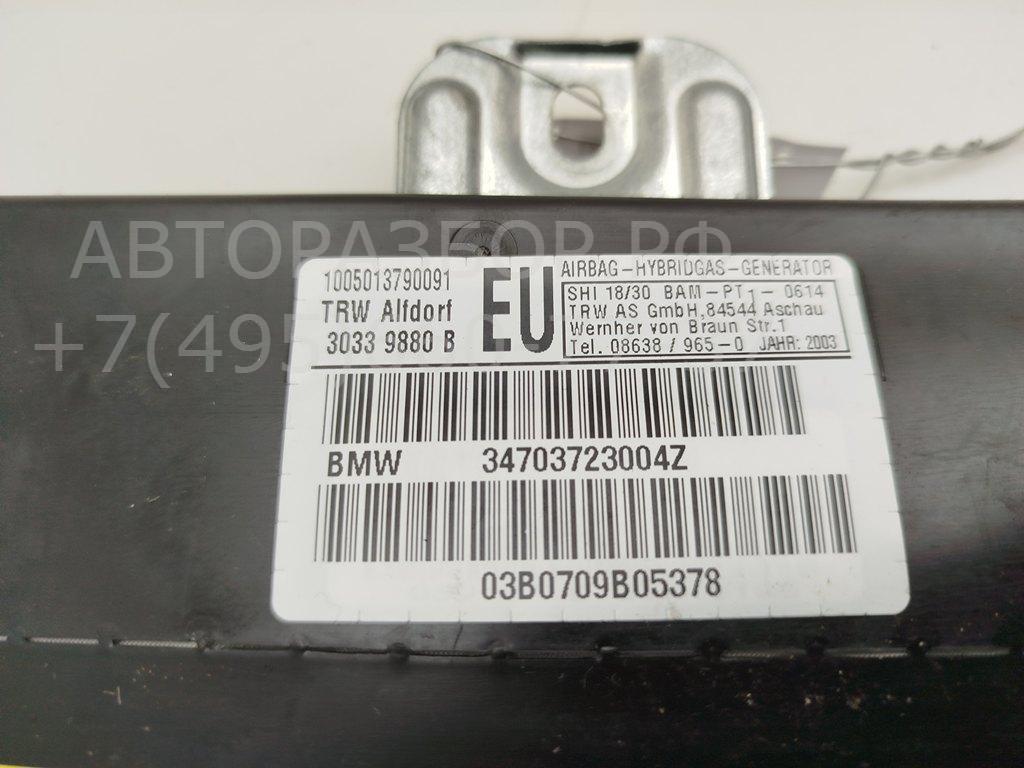 АВТОРАЗБОР.РФ
+7(495
1005013790091
TRW Alfdorf
3033 9880 B
EU
AIRBAG-HYBRIDGAS-GENERATOR
SHI 18/30 BAM-PT1- 0614
TRW AS GmbH,84544 Aschau
Wernher von Braun Str.1
Tel. 08638 / 965-0 JAHR: 2003
BMW 34703723004Z
03B0709B05378